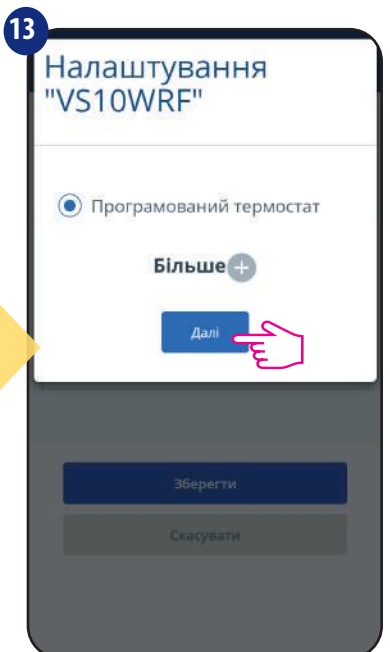 13
Налаштування
"VS10WRF"
Програмований термостат
Більше +
Далі
Зберегти
Скасувати